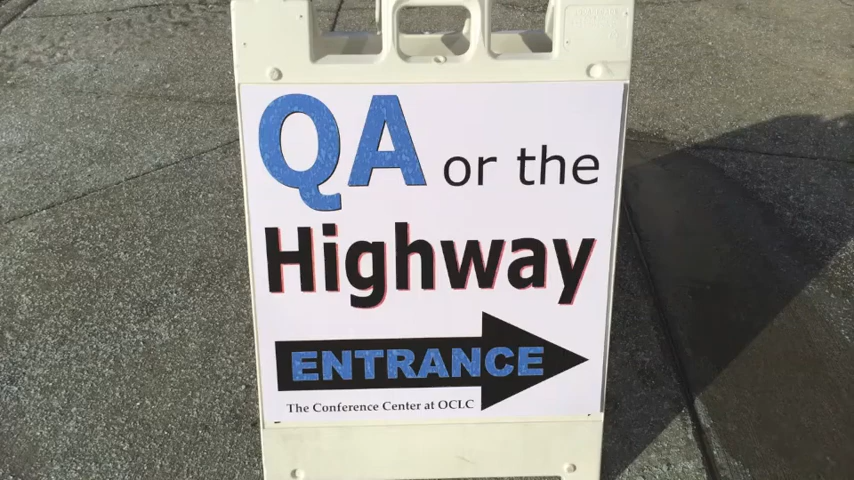 QA or the
Highway
ENTRANCE
The Conference Center at OCLC